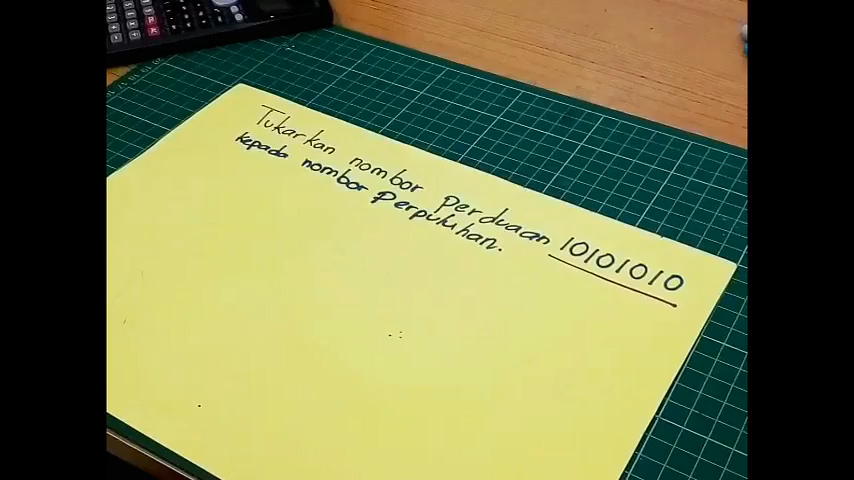 Tukarkan nombor Perduaan 10101010
kepada nombor Perpuluhan.